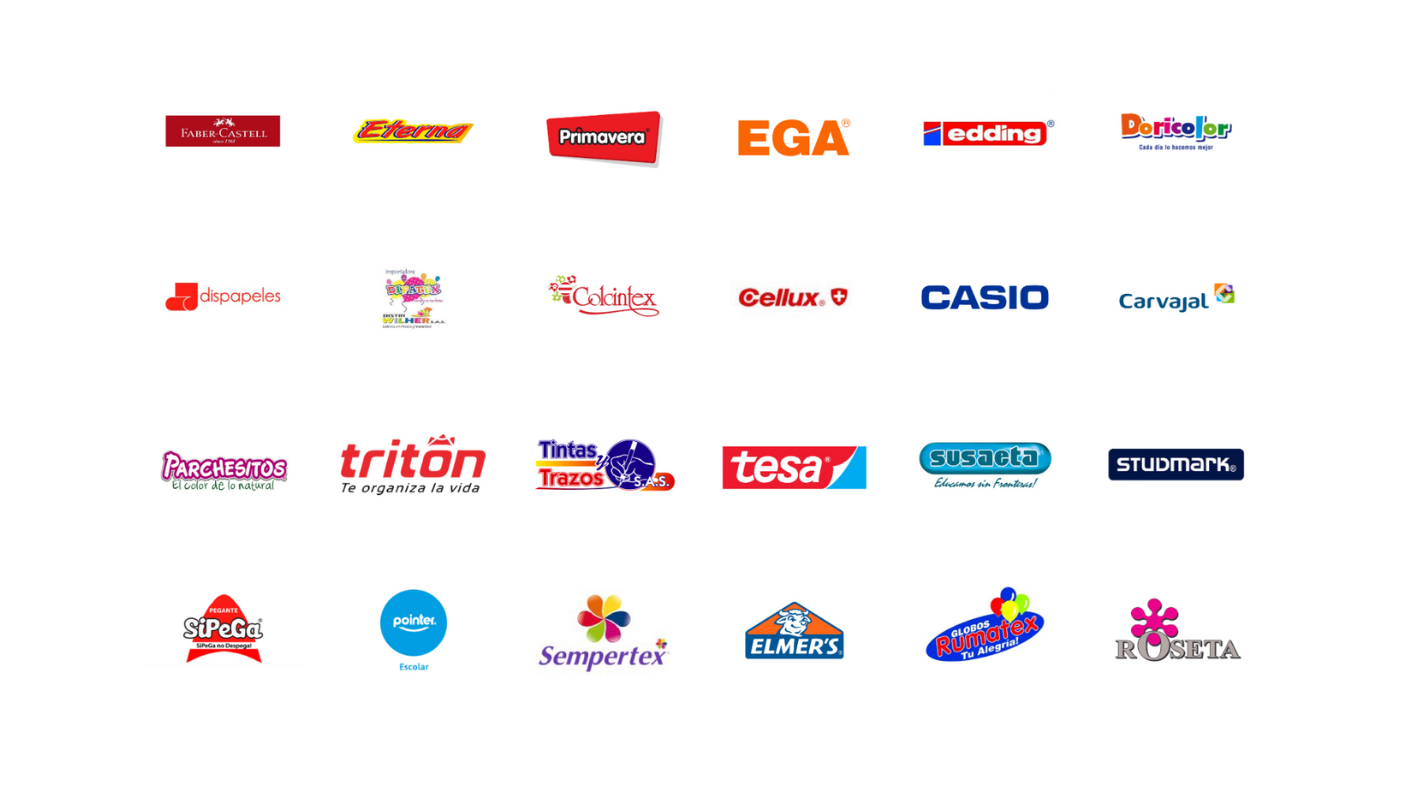 FABER-CASTELL
since 1761
Eterna
Primavera
EGA®
edding®
Doricolor
Cada día lo hacemos mejor
dispapeles
Importadora
DISTRI
WILHER S.A.S.
Colcintex
Cellux®
CASIO
Carvajal
PARCHESITOS
El color de lo natural
tritón
Te organiza la vida
Tintas
y
Trazos
S.A.S.
tesa®
susaeta
Educamos sin Fronteras!
STUDMARK®
PEGANTE
SiPeGa
SiPeGa no Despega!
pointer.
Escolar
Sempertex
ELMER'S®
GLOBOS
Rumatex
Tu Alegría!
ROSETA